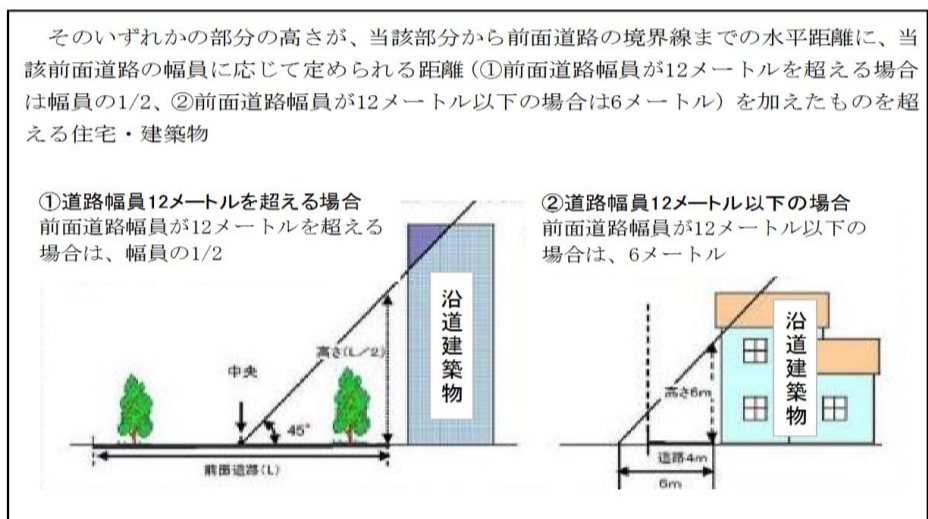 そのいずれかの部分の高さが、当該部分から前面道路の境界線までの水平距離に、当
該前面道路の幅員に応じて定められる距離（①前面道路幅員が12メートルを超える場合
は幅員の1/2、②前面道路幅員が12メートル以下の場合は6メートル）を加えたものを超
える住宅・建築物
①道路幅員12メートルを超える場合
前面道路幅員が12メートルを超える
場合は、幅員の1/2
中央
45°
高さ(L/2)
前面道路(L)
沿道建築物
②道路幅員12メートル以下の場合
前面道路幅員が12メートル以下の
場合は、6メートル
高さ6m
道路4m
6m
沿道建築物